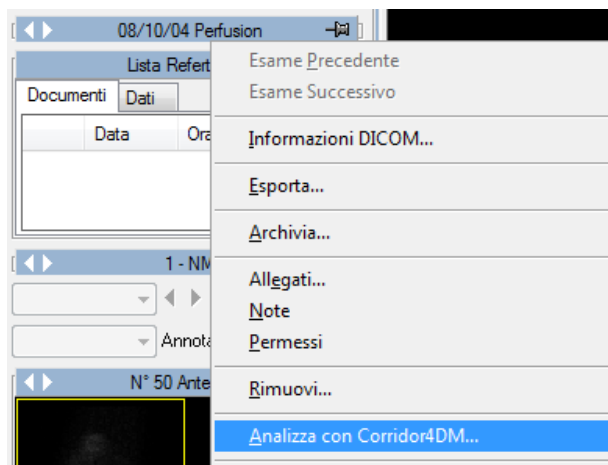 08/10/04 Perfusion
Lista Refert
Documenti Dati
Data Ora
1 - NM
Annota
N° 50 Ante
Esame Precedente
Esame Successivo
Informazioni DICOM...
Esporta...
Archivia...
Allegati...
Note
Permessi
Rimuovi...
Analizza con Corridor4DM...